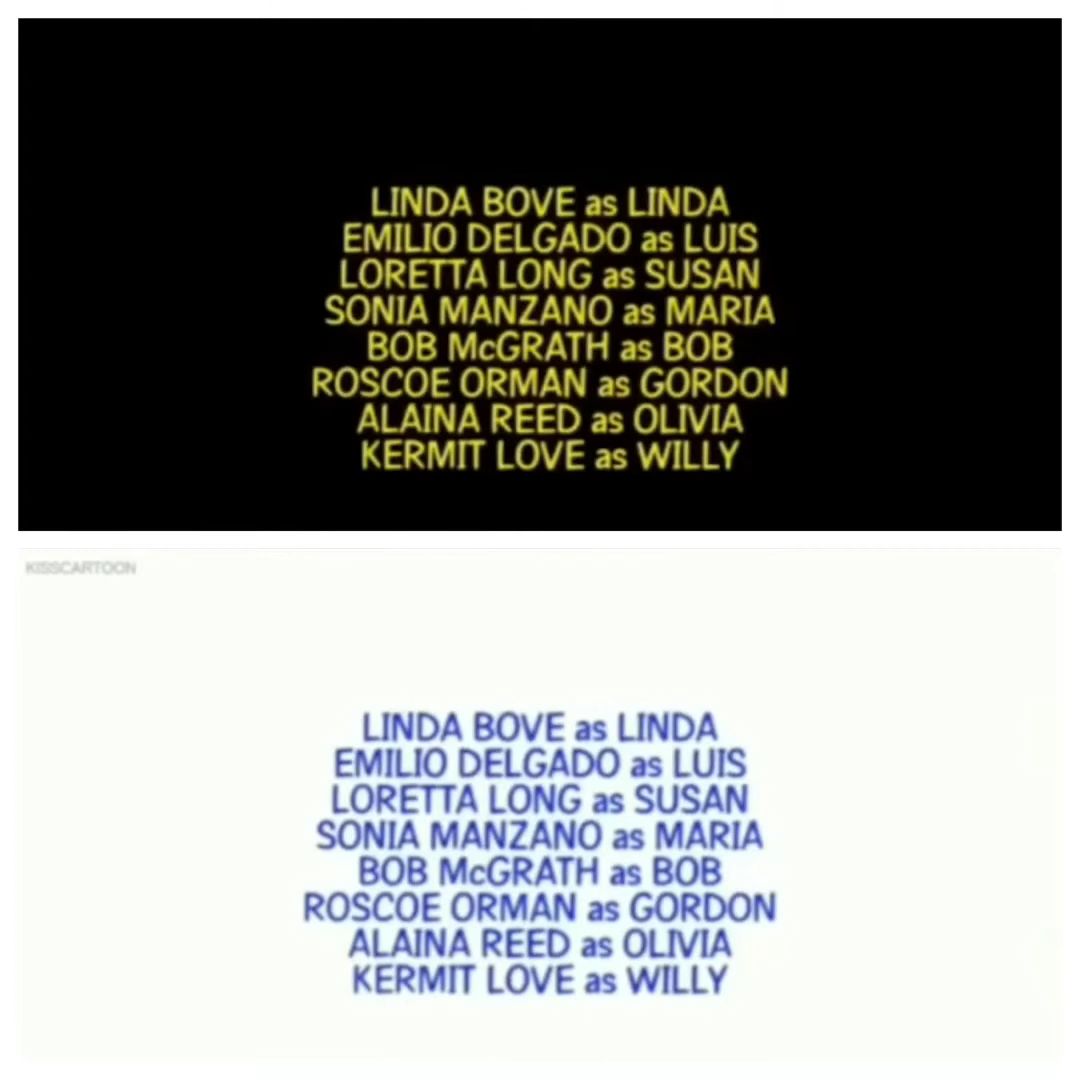 LINDA BOVE as LINDA
EMILIO DELGADO as LUIS
LORETTA LONG as SUSAN
SONIA MANZANO as MARIA
BOB McGRATH as BOB
ROSCOE ORMAN as GORDON
ALAINA REED as OLIVIA
KERMIT LOVE as WILLY
KISSCARTOON
LINDA BOVE as LINDA
EMILIO DELGADO as LUIS
LORETTA LONG as SUSAN
SONIA MANZANO as MARIA
BOB McGRATH as BOB
ROSCOE ORMAN as GORDON
ALAINA REED as OLIVIA
KERMIT LOVE as WILLY